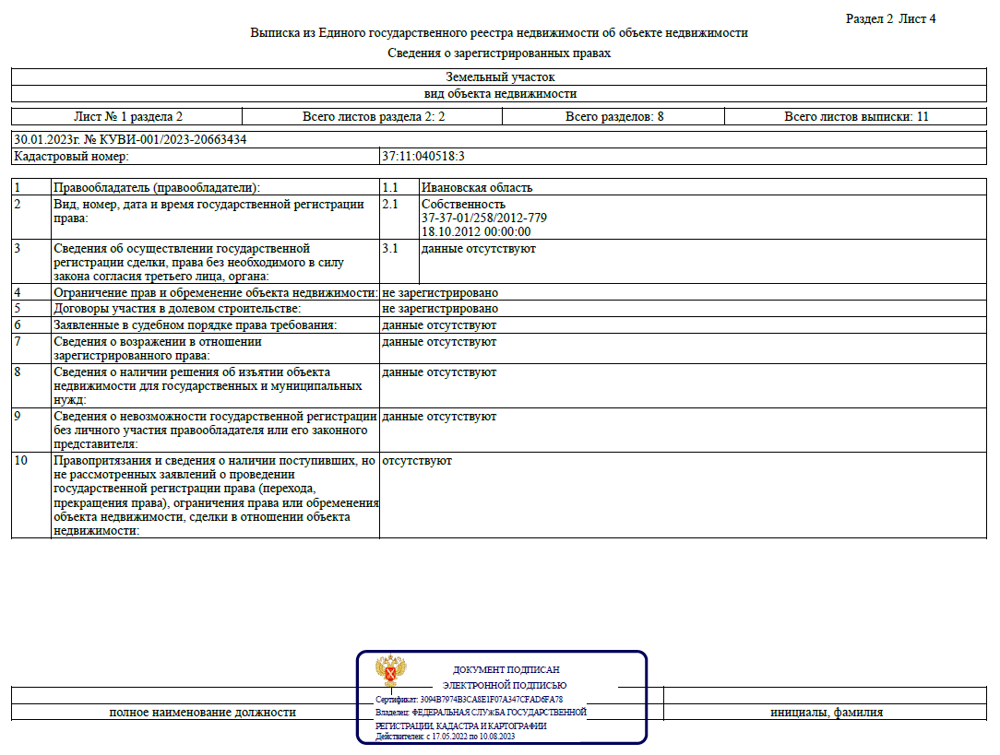 Раздел 2 Лист 4
Выписка из Единого государственного реестра недвижимости об объекте недвижимости
Сведения о зарегистрированных правах
Земельный участок
вид объекта недвижимости
Лист № 1 раздела 2 Всего листов раздела 2: 2 Всего разделов: 8 Всего листов выписки: 11
30.01.2023г. № КУВИ-001/2023-20663434
Кадастровый номер: 37:11:040518:3
1 Правообладатель (правообладатели): 1.1 Ивановская область
2 Вид, номер, дата и время государственной регистрации 2.1 Собственность
права: 37-37-01/258/2012-779
18.10.2012 00:00:00
3 Сведения об осуществлении государственной 3.1 данные отсутствуют
регистрации сделки, права без необходимого в силу
закона согласия третьего лица, органа:
4 Ограничение прав и обременение объекта недвижимости: не зарегистрировано
5 Договоры участия в долевом строительстве: не зарегистрировано
6 Заявленные в судебном порядке права требования: данные отсутствуют
7 Сведения о возражении в отношении данные отсутствуют
зарегистрированного права:
8 Сведения о наличии решения об изъятии объекта данные отсутствуют
недвижимости для государственных и муниципальных
нужд:
9 Сведения о невозможности государственной регистрации данные отсутствуют
без личного участия правообладателя или его законного
представителя:
10 Правопритязания и сведения о наличии поступивших, но отсутствуют
не рассмотренных заявлений о проведении
государственной регистрации права (перехода,
прекращения права), ограничения права или обременения
объекта недвижимости, сделки в отношении объекта
недвижимости:
ДОКУМЕНТ ПОДПИСАН
ЭЛЕКТРОННОЙ ПОДПИСЬЮ
Сертификат: 3094B7974B3CA8E1F07A347CFAD6FA78
Владелец: ФЕДЕРАЛЬНАЯ СЛУЖБА ГОСУДАРСТВЕННОЙ
РЕГИСТРАЦИИ, КАДАСТРА И КАРТОГРАФИИ
Действителен: с 17.05.2022 по 10.08.2023
полное наименование должности инициалы, фамилия